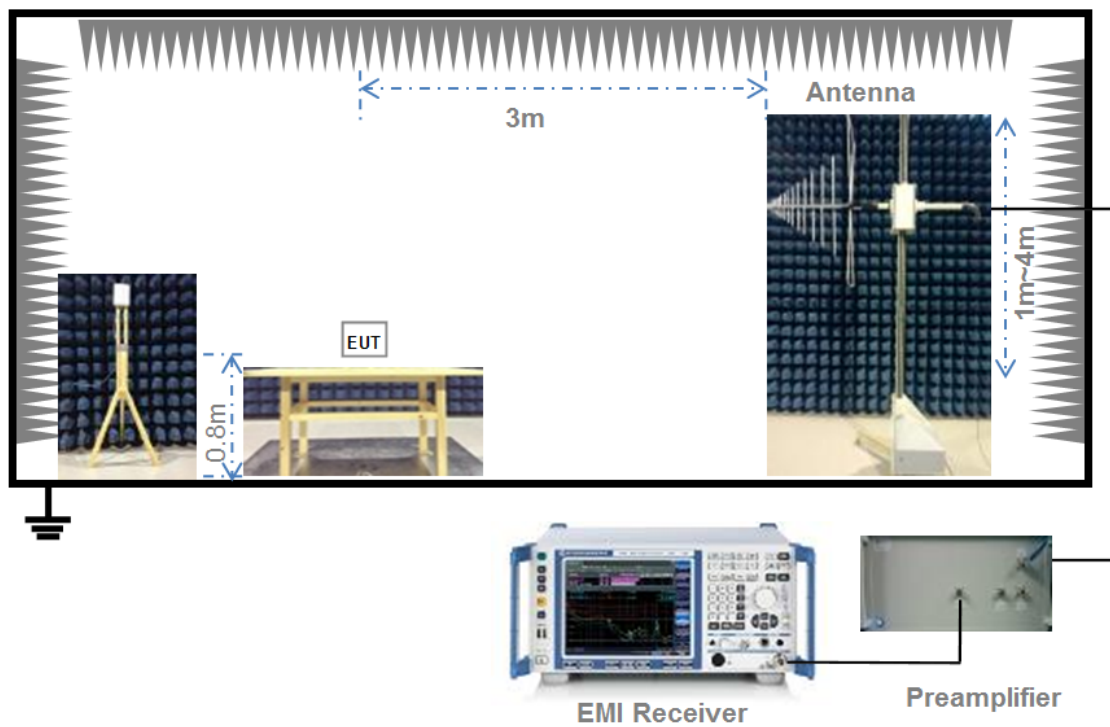 Antenna
3m
1m~4m
EUT
0.8m
EMI Receiver
Preamplifier